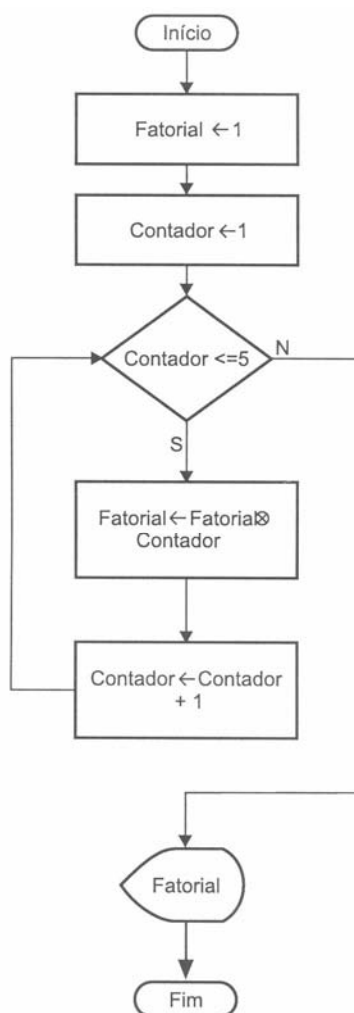 Início
Fatorial ←1
Contador ←1
Contador <=5
N
S
Fatorial←Fatorial⊗
Contador
Contador←Contador
+ 1
Fatorial
Fim